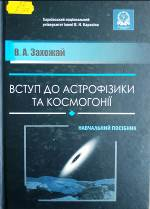 Харківський національний
університет імені В. Н. Каразіна
В. А. Захожай
ВСТУП ДО АСТРОФІЗИКИ
ТА КОСМОГОНІЇ
НАВЧАЛЬНИЙ ПОСІБНИК